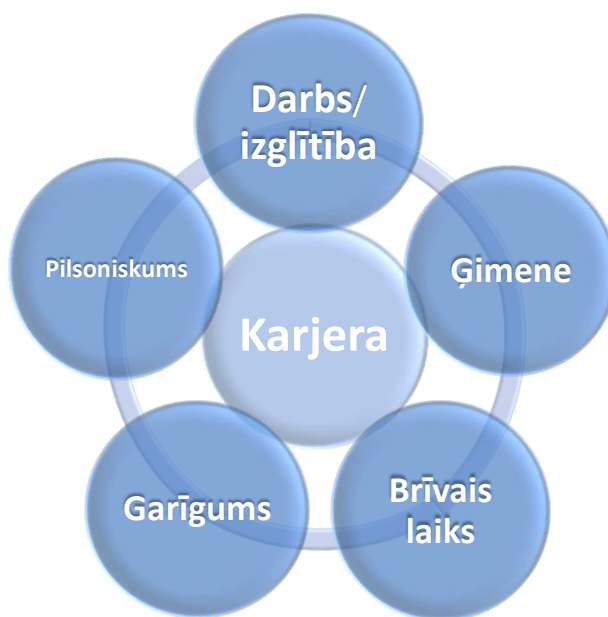 Darbs/
izglītība
Pilsoniskums
Ģimene
Karjera
Garīgums
Brīvais
laiks